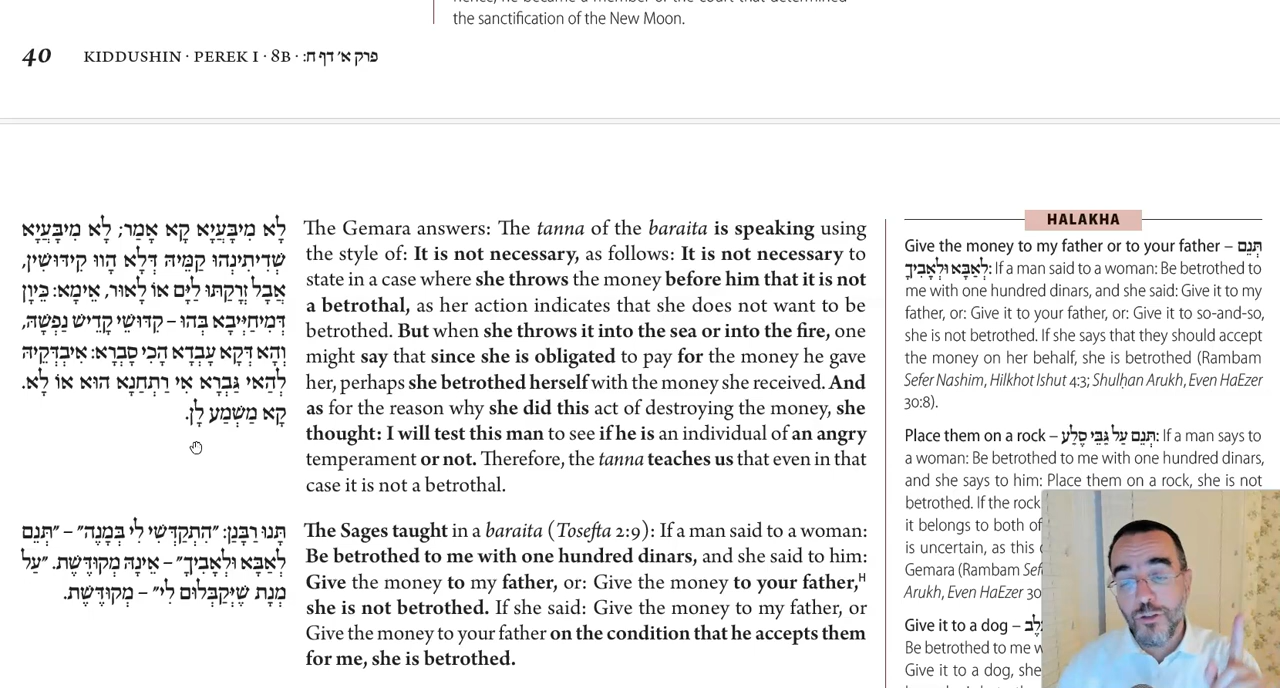 the sanctification of the New Moon.
40 KIDDUSHIN · PEREK I · 8B · פרק א׳ דף ח:
לָא מִיבָּעֲיָא קָא אָמַר; לָא מִיבָּעֲיָא
שְׁדִיתִינְהוּ קַמֵּיהּ דְּלָא הָווּ קִידּוּשִׁין,
אֲבָל זְרָקַתּוּ לַיָּם אוֹ לָאוּר, אֵימָא: כֵּיוָן
דְּמִיחַיְּיבָא בְּהוּ – קִדּוּשֵׁי קַדֵּישׁ נַפְשַׁהּ,
וְהָא דְּקָא עָבְדָא הָכִי סָבְרָא: אִיבְדְּקֵיהּ
לְהַאי גַּבְרָא אִי רַתְחָנָא הוּא אוֹ לָא.
קָא מַשְׁמַע לָן.
תָּנוּ רַבָּנַן: ״הִתְקַדְּשִׁי לִי בְּמָנֶה״ – ״תְּנֵם
לְאַבָּא וּלְאָבִיךָ״ – אֵינָהּ מְקוּדֶּשֶׁת. ״עַל
מְנָת שֶׁיְּקַבְּלוּם לִי״ – מְקוּדֶּשֶׁת.
The Gemara answers: The tanna of the baraita is speaking using
the style of: It is not necessary, as follows: It is not necessary to
state in a case where she throws the money before him that it is not
a betrothal, as her action indicates that she does not want to be
betrothed. But when she throws it into the sea or into the fire, one
might say that since she is obligated to pay for the money he gave
her, perhaps she betrothed herself with the money she received. And
as for the reason why she did this act of destroying the money, she
thought: I will test this man to see if he is an individual of an angry
temperament or not. Therefore, the tanna teaches us that even in that
case it is not a betrothal.
The Sages taught in a baraita (Tosefta 2:9): If a man said to a woman:
Be betrothed to me with one hundred dinars, and she said to him:
Give the money to my father, or: Give the money to your father,H
she is not betrothed. If she said: Give the money to my father, or
Give the money to your father on the condition that he accepts them
for me, she is betrothed.
HALAKHA
Give the money to my father or to your father – תְּנֵם
לְאַבָּא וּלְאָבִיךָ: If a man said to a woman: Be betrothed to
me with one hundred dinars, and she said: Give it to my
father, or: Give it to your father, or: Give it to so-and-so,
she is not betrothed. If she says that they should accept
the money on her behalf, she is betrothed (Rambam
Sefer Nashim, Hilkhot Ishut 4:3; Shulḥan Arukh, Even HaEzer
30:8).
Place them on a rock – תְּנֵם עַל גַּבֵּי סֶלַע: If a man says to
a woman: Be betrothed to me with one hundred dinars,
and she says to him: Place them on a rock, she is not
betrothed. If the rock
it belongs to both of
is uncertain, as this
Gemara (Rambam Sef
Arukh, Even HaEzer 30
Give it to a dog –
Be betrothed to me w
Give it to a dog, she